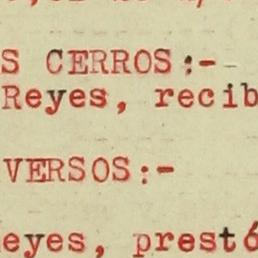 S CERROS:-
Reyes, recib
VERSOS:-
eyes, prestó